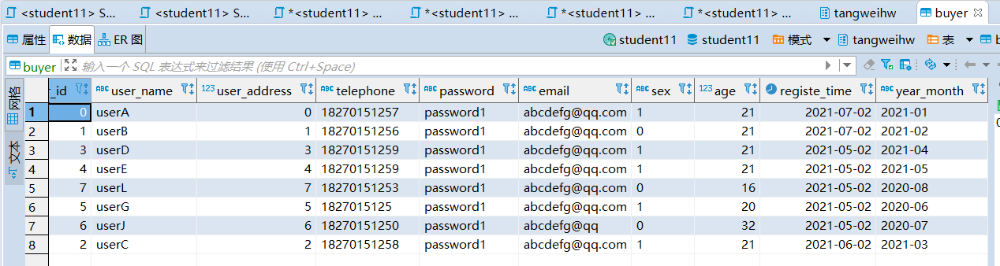 <student11> S... <student11> S... *<student11> ... *<student11> ... *<student11> ... *<student11> ... tangweihw buyer
属性 数据 ER 图 student11 student11 模式 tangweihw 表
buyer 输入一个 SQL 表达式来过滤结果 (使用 Ctrl+Space)
网格
文本
_id ABC user_name 123 user_address ABC telephone ABC password ABC email ABC sex ABC age registe_time ABC year_month
1 0 userA 0 18270151257 password1 abcdefg@qq.com 1 21 2021-07-02 2021-01
2 1 userB 1 18270151256 password1 abcdefg@qq.com 0 21 2021-07-02 2021-02
3 3 userD 3 18270151259 password1 abcdefg@qq.com 1 21 2021-05-02 2021-04
4 4 userE 4 18270151259 password1 abcdefg@qq.com 1 21 2021-05-02 2021-05
5 7 userL 7 18270151253 password1 abcdefg@qq.com 0 16 2021-05-02 2020-08
6 5 userG 5 1827015125 password1 abcdefg@qq.com 1 20 2021-05-02 2020-06
7 6 userJ 6 18270151250 password1 abcdefg@qq 0 32 2021-05-02 2020-07
8 2 userC 2 18270151258 password1 abcdefg@qq.com 1 21 2021-06-02 2021-03